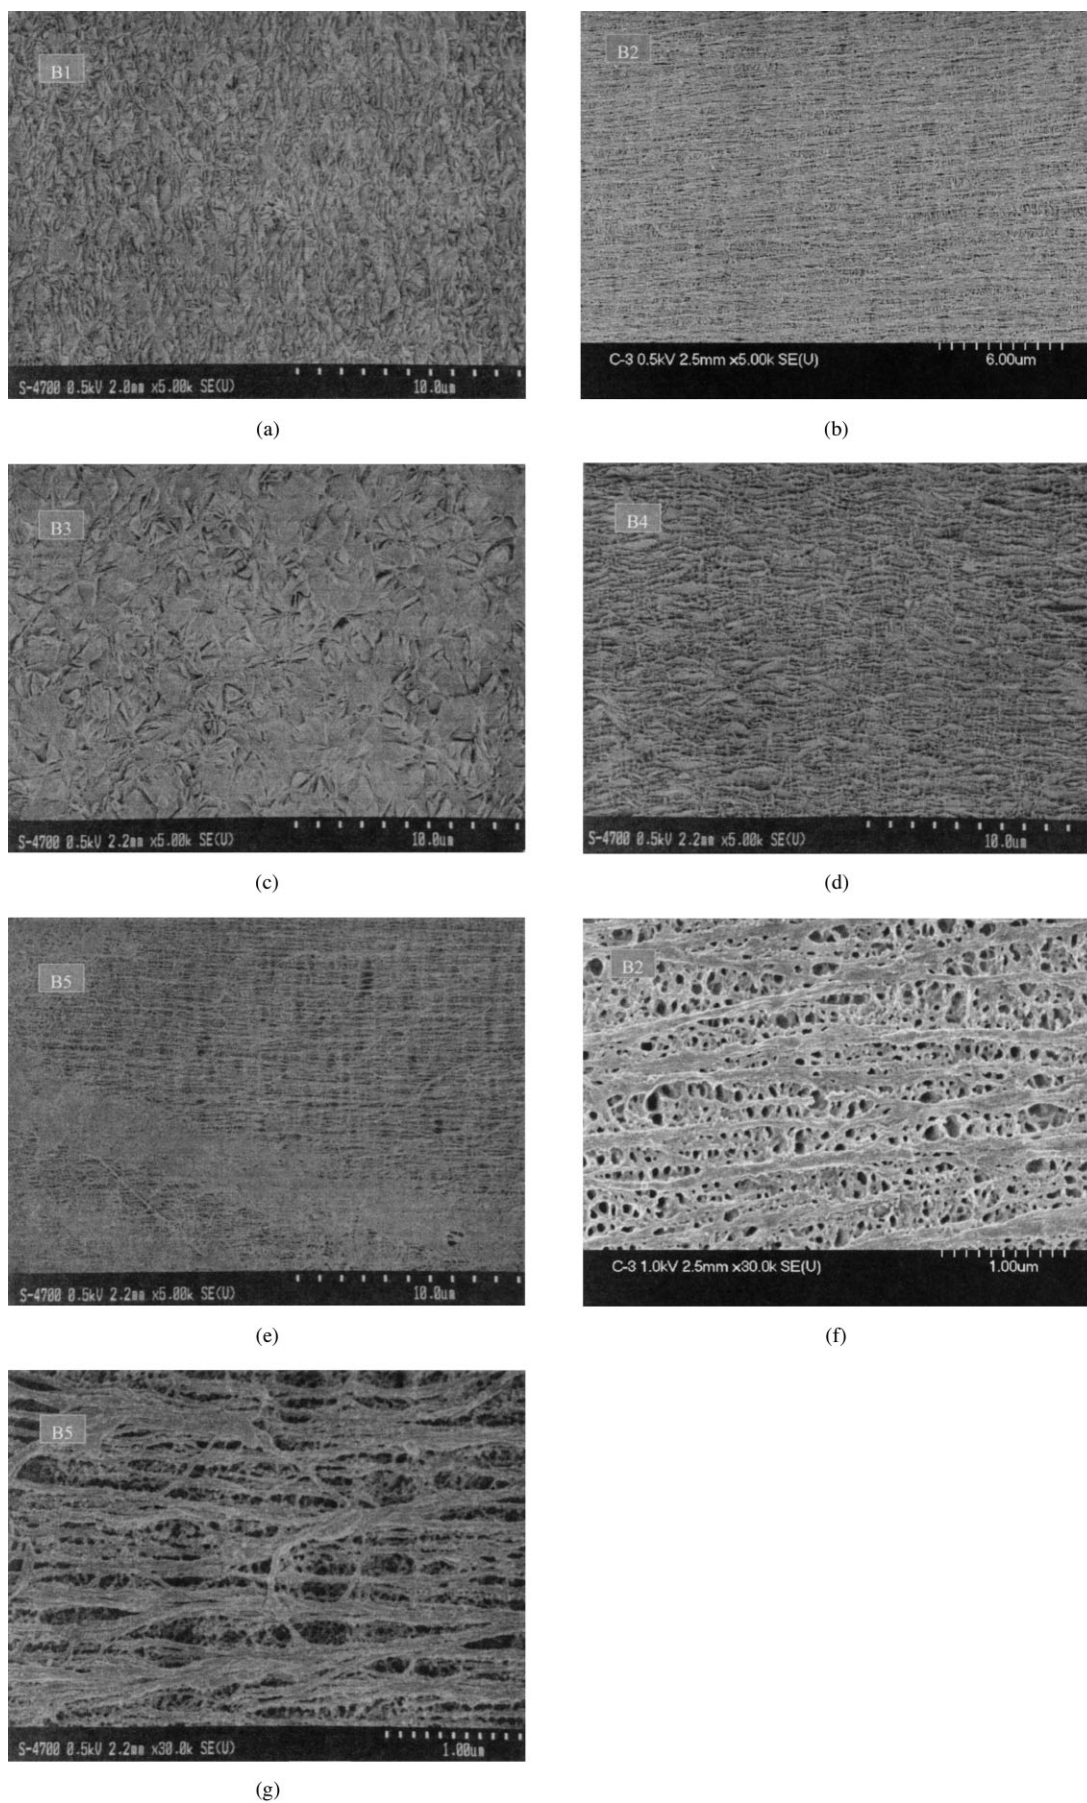 B1
S-4700 0.5kV 2.0mm x5.00k SE(U) 10.0um
(a)
B2
C-3 0.5kV 2.5mm x5.00k SE(U) 6.00um
(b)
B3
S-4700 0.5kV 2.2mm x5.00k SE(U) 10.0um
(c)
B4
S-4700 0.5kV 2.2mm x5.00k SE(U) 10.0um
(d)
B5
S-4700 0.5kV 2.2mm x5.00k SE(U) 10.0um
(e)
B2
C-3 1.0kV 2.5mm x30.0k SE(U) 1.00um
(f)
B5
S-4700 0.5kV 2.2mm x30.0k SE(U) 1.00um
(g)